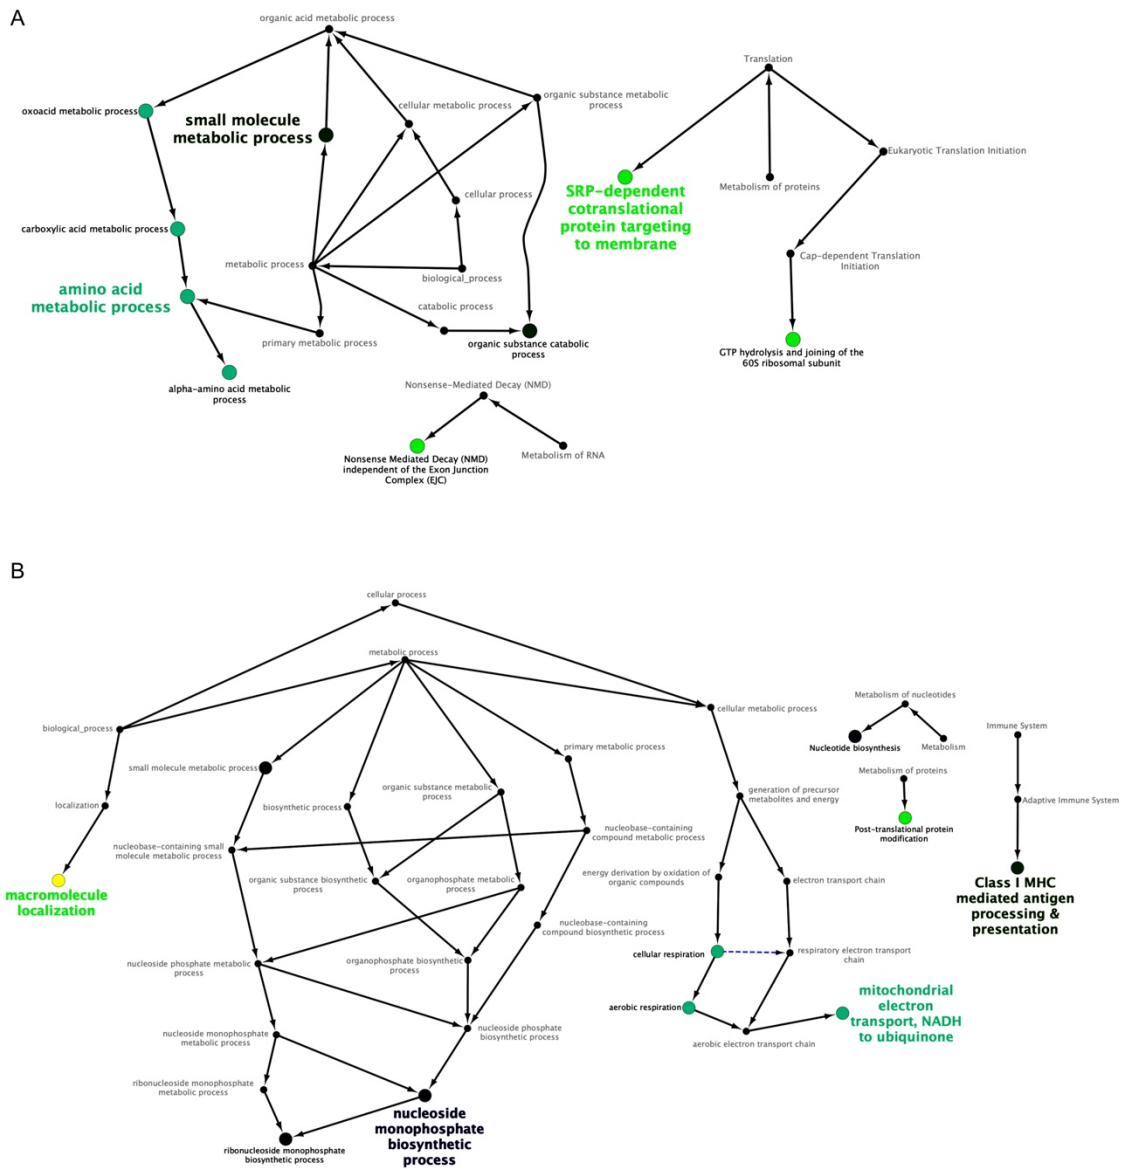 A
organic acid metabolic process
oxoacid metabolic process
small molecule
metabolic process
cellular metabolic process
organic substance metabolic
process
cellular process
carboxylic acid metabolic process
metabolic process
biological_process
amino acid
metabolic process
catabolic process
primary metabolic process
organic substance catabolic
process
alpha-amino acid metabolic
process
Translation
Eukaryotic Translation Initiation
Metabolism of proteins
SRP-dependent
cotranslational
protein targeting
to membrane
Cap-dependent Translation
Initiation
GTP hydrolysis and joining of the
60S ribosomal subunit
Nonsense-Mediated Decay (NMD)
Nonsense Mediated Decay (NMD)
independent of the Exon Junction
Complex (EJC)
Metabolism of RNA
B
cellular process
metabolic process
biological_process
cellular metabolic process
small molecule metabolic process
primary metabolic process
localization
biosynthetic process
organic substance metabolic
process
generation of precursor
metabolites and energy
nucleobase-containing small
molecule metabolic process
nucleobase-containing
compound metabolic process
macromolecule
localization
organic substance biosynthetic
process
organophosphate metabolic
process
energy derivation by oxidation of
organic compounds
electron transport chain
nucleobase-containing
compound biosynthetic process
cellular respiration
respiratory electron transport
chain
nucleoside phosphate metabolic
process
organophosphate biosynthetic
process
aerobic respiration
mitochondrial
electron
transport, NADH
to ubiquinone
nucleoside monophosphate
metabolic process
nucleoside phosphate
biosynthetic process
aerobic electron transport chain
ribonucleoside monophosphate
metabolic process
nucleoside
monophosphate
biosynthetic
process
ribonucleoside monophosphate
biosynthetic process
Metabolism of nucleotides
Nucleotide biosynthesis
Metabolism
Metabolism of proteins
Post-translational protein
modification
Immune System
Adaptive Immune System
Class I MHC
mediated antigen
processing &
presentation